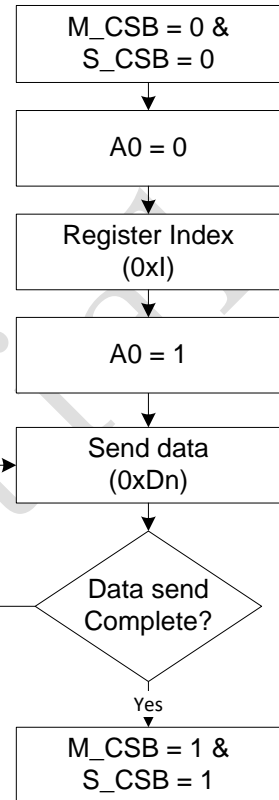 M_CSB = 0 &
S_CSB = 0
A0 = 0
Register Index
(0xI)
A0 = 1
Send data
(0xDn)
Data send
Complete?
Yes
M_CSB = 1 &
S_CSB = 1